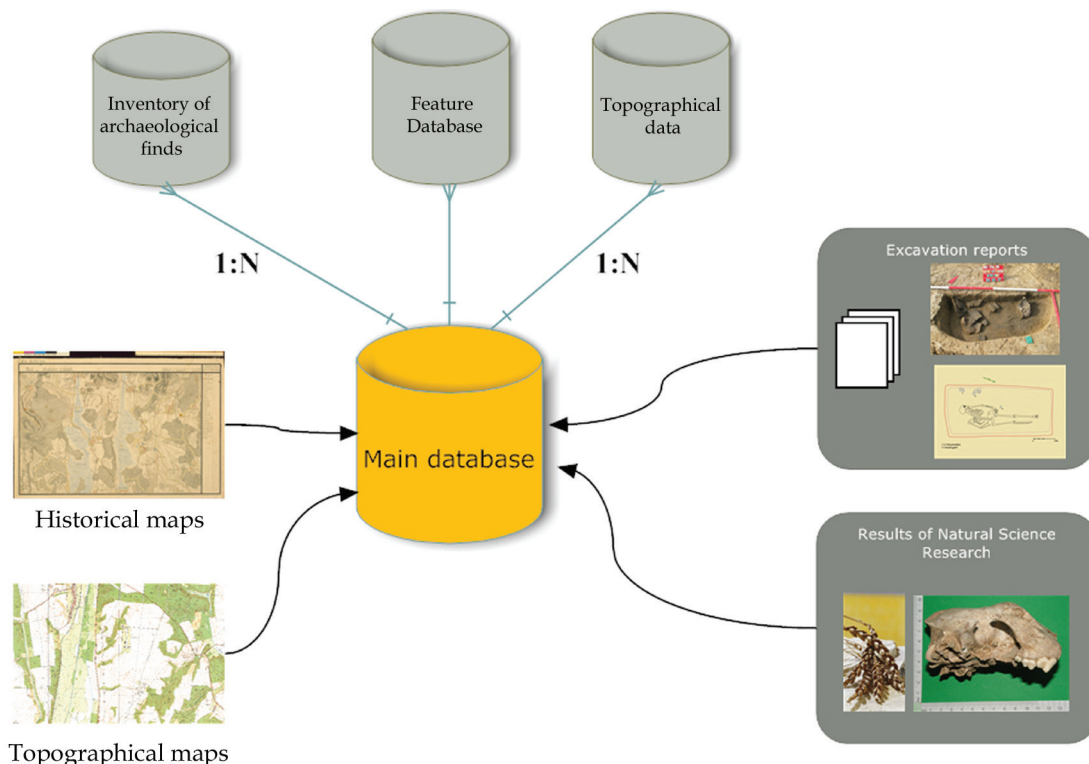 Inventory of
archaeological
finds
Feature
Database
Topographical
data
1:N
1:N
Excavation reports
Main database
Historical maps
Results of Natural Science
Research
Topographical maps